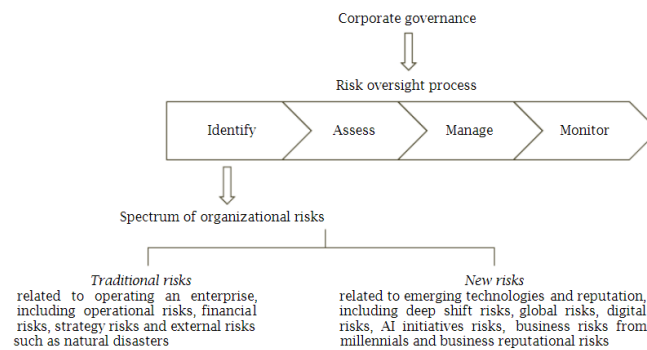 Corporate governance
Risk oversight process
Identify
Assess
Manage
Monitor
Spectrum of organizational risks
Traditional risks
related to operating an enterprise,
including operational risks, financial
risks, strategy risks and external risks
such as natural disasters
New risks
related to emerging technologies and reputation,
including deep shift risks, global risks, digital
risks, AI initiatives risks, business risks from
millennials and business reputational risks